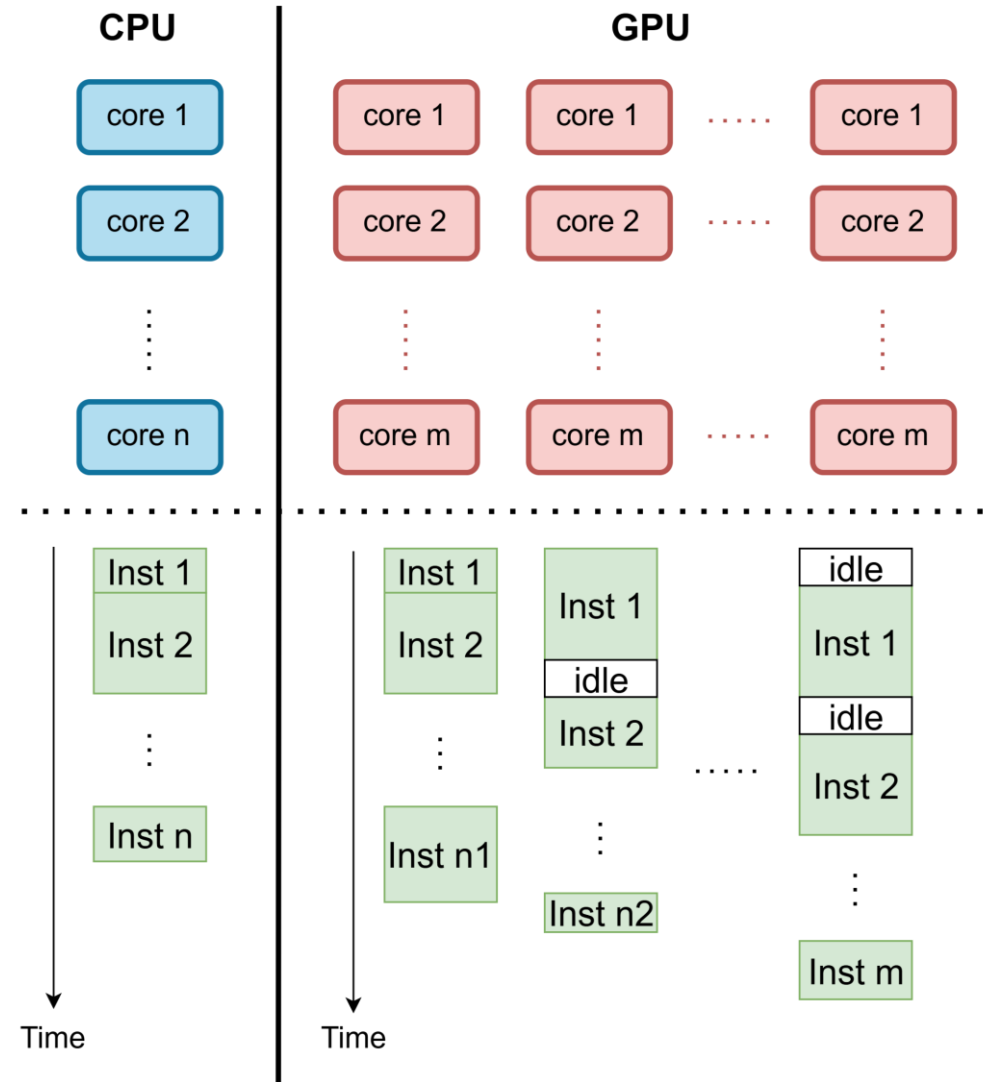 CPU
GPU
core 1
core 1
core 1
core 1
core 2
core 2
core 2
core 2
core n
core m
core m
core m
Inst 1
Inst 2
Inst n
Time
Inst 1
Inst 2
Inst n1
Inst 1
idle
Inst 2
Inst n2
idle
Inst 1
idle
Inst 2
Inst m
Time